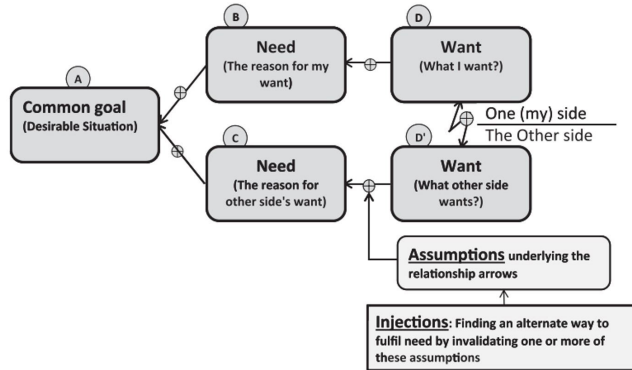 B
D
Need
(The reason for my
want)
Want
(What I want?)
A
Common goal
(Desirable Situation)
One (my) side
The Other side
C
D'
Need
(The reason for
other side's want)
Want
(What other side
wants?)
Assumptions underlying the
relationship arrows
Injections: Finding an alternate way to
fulfil need by invalidating one or more of
these assumptions